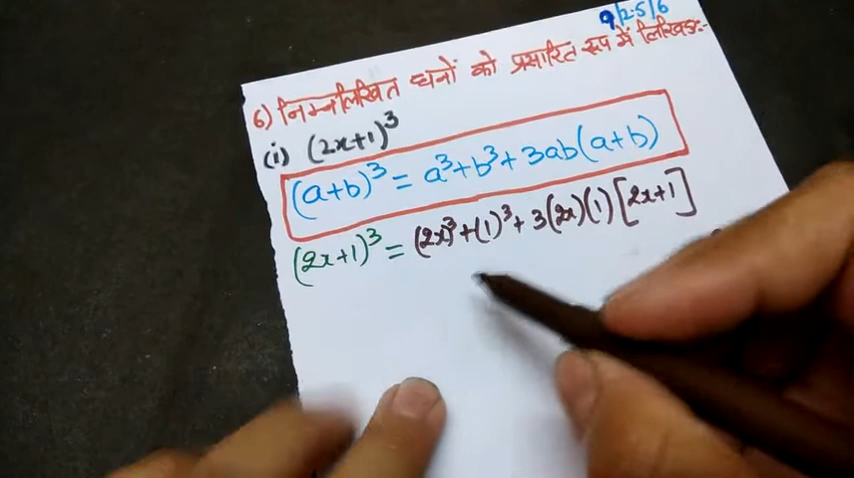 9/2.5/6
6) निम्नलिखित घनों को प्रसारित रूप में लिखिए:-
(i) (2x+1)³
(a+b)³ = a³+b³+3ab(a+b)
(2x+1)³ = (2x)³+(1)³+3(2x)(1)[2x+1]